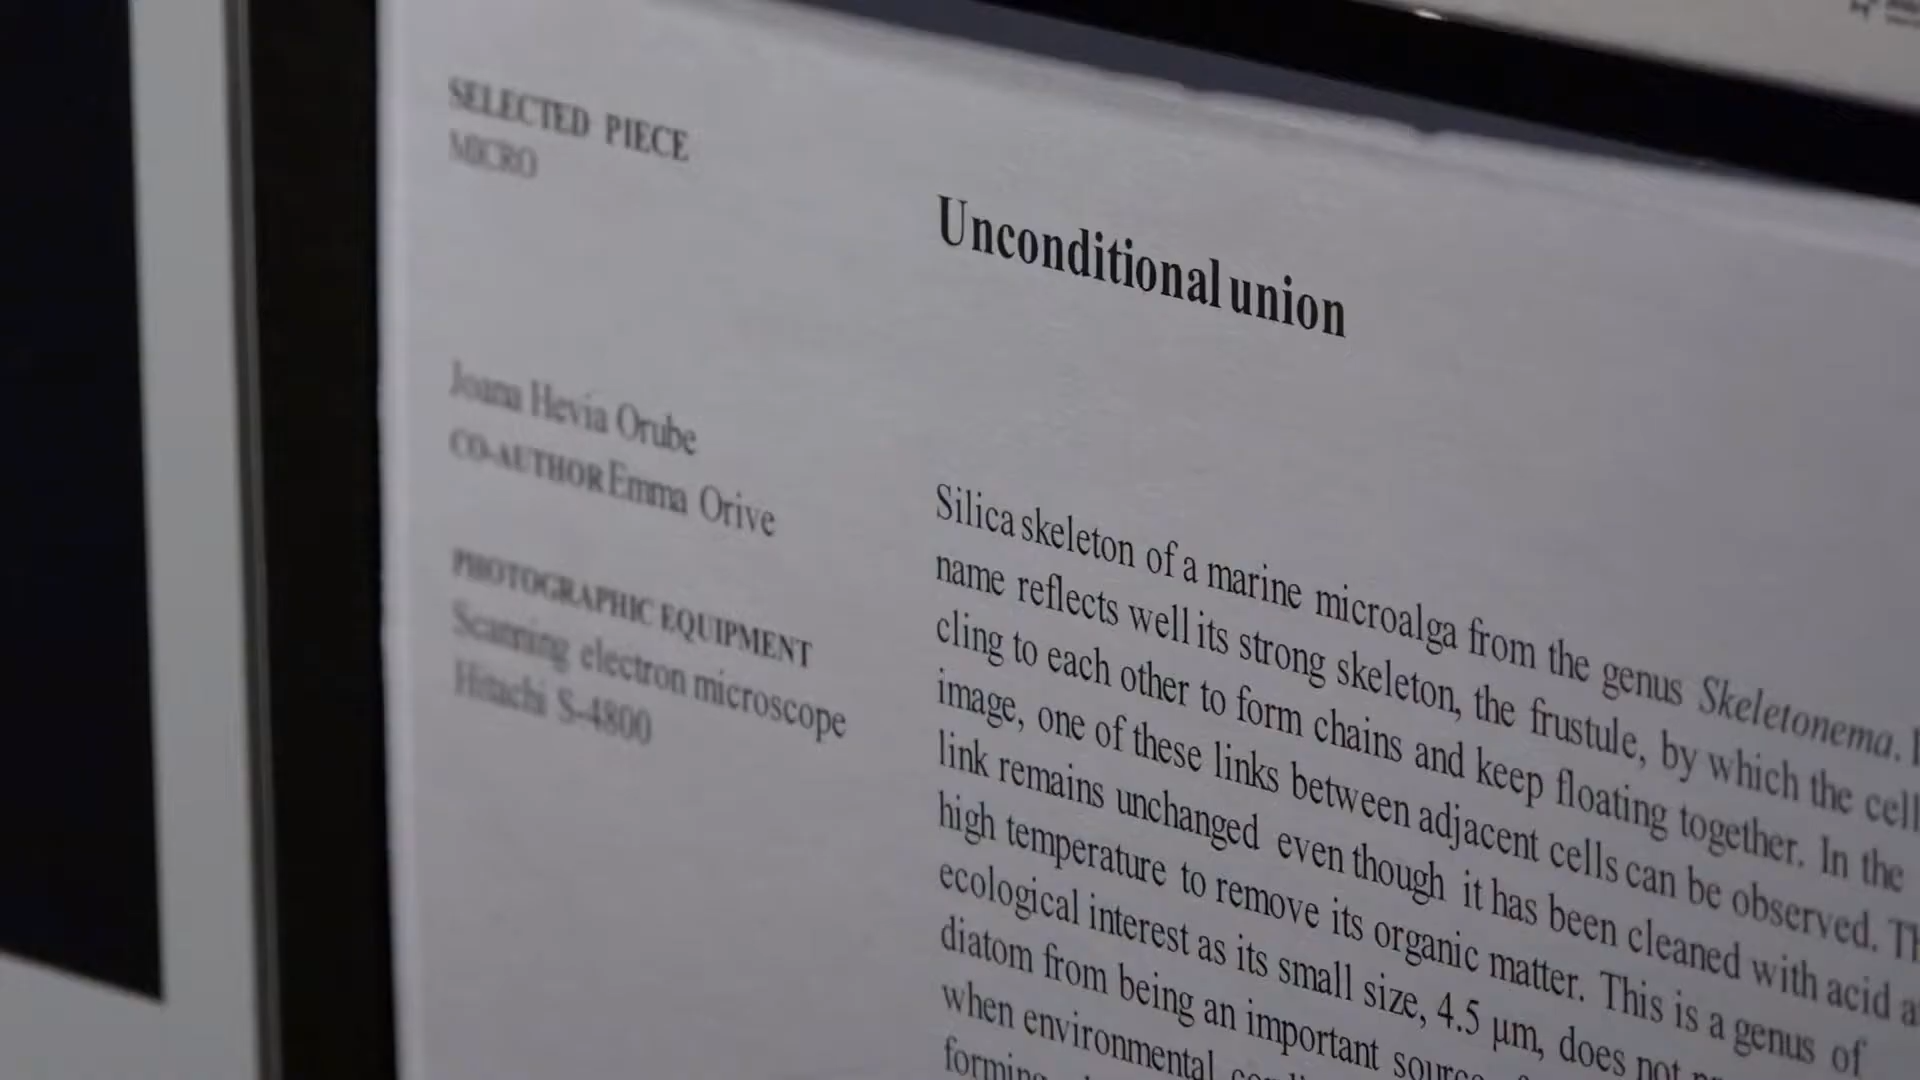 SELECTED PIECE
MICRO
Unconditional union
Joana Hevia Orube
CO-AUTHOR Emma Orive
PHOTOGRAPHIC EQUIPMENT
Scanning electron microscope
Hitachi S-4800
Silica skeleton of a marine microalga from the genus Skeletonema.
name reflects well its strong skeleton, the frustule, by which the cell
cling to each other to form chains and keep floating together. In the
image, one of these links between adjacent cells can be observed.
link remains unchanged even though it has been cleaned with acid
high temperature to remove its organic matter. This is a genus of
ecological interest as its small size, 4.5 μm, does not
diatom from being an important
when environmental
forming